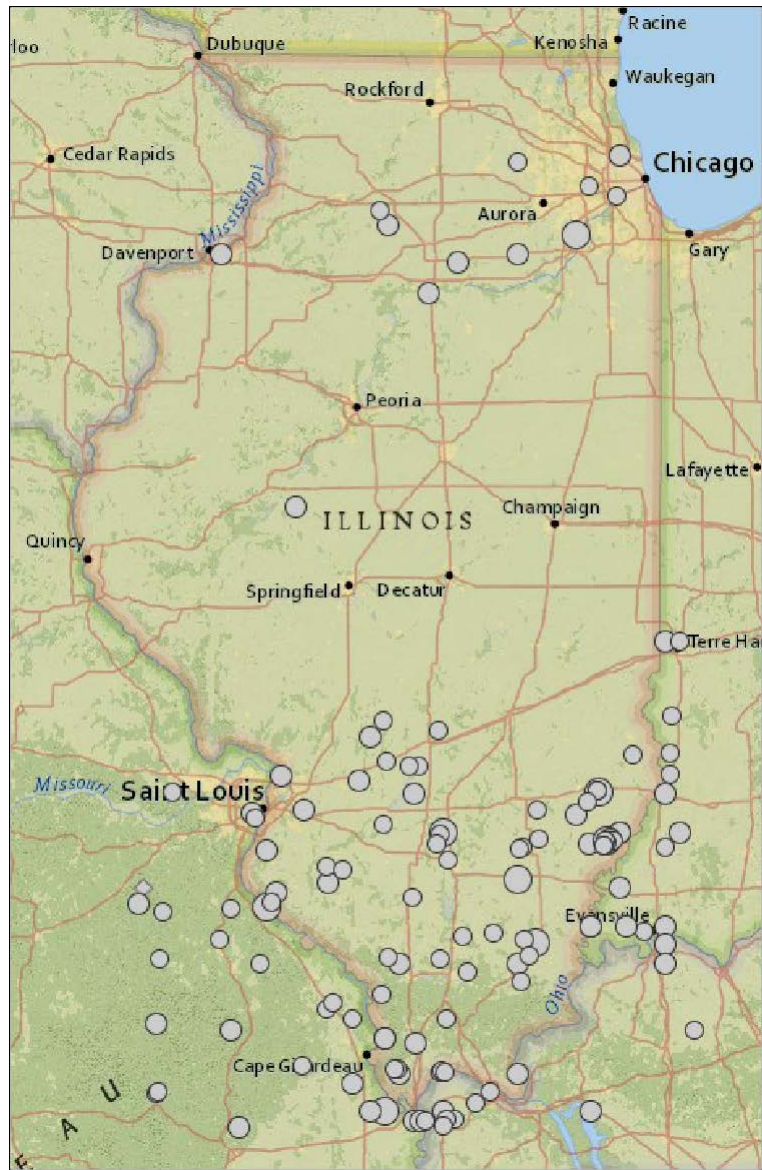 Racine
loo
Dubuque
Kenosha
Waukegan
Rockford
Cedar Rapids
Chicago
Aurora
Mississippi
Davenport
Gary
Peoria
Lafayette
ILLINOIS
Champaign
Quincy
Springfield
Decatur
Terre Ha
Missouri
Saint Louis
Evansville
Ohio
Cape Girardeau
E A U